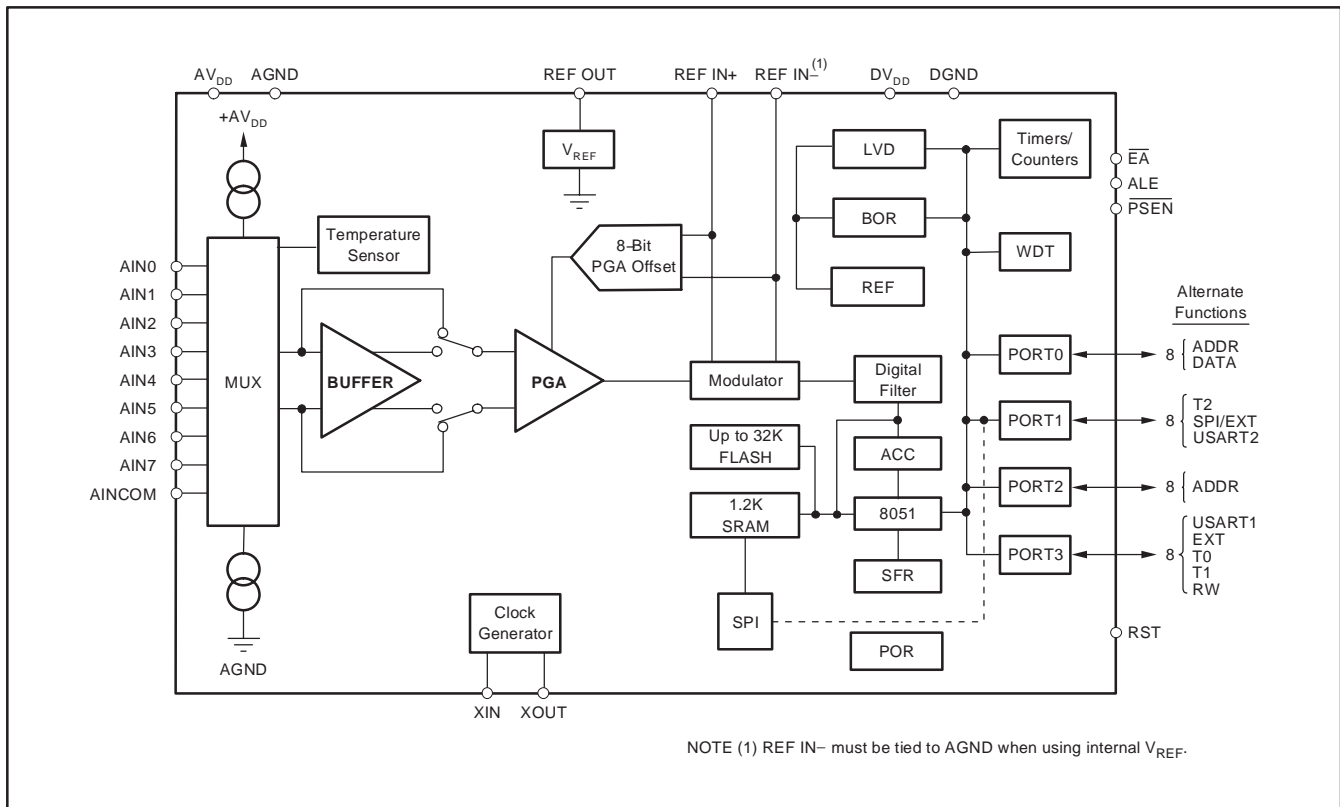 AVDD AGND REF OUT REF IN+ REF IN−(1) DVDD DGND
+AVDD
VREF
LVD
Timers/
Counters
EA
ALE
PSEN
Temperature
Sensor
8–Bit
PGA Offset
BOR
WDT
REF
AIN0
AIN1
AIN2
AIN3
AIN4
AIN5
AIN6
AIN7
AINCOM
MUX
BUFFER
PGA
Modulator
Digital
Filter
Alternate
Functions
PORT0 8 ADDR
DATA
PORT1 8 T2
SPI/EXT
USART2
Up to 32K
FLASH
ACC
PORT2 8 ADDR
1.2K
SRAM
8051
PORT3 8 USART1
EXT
T0
T1
RW
SFR
Clock
Generator
SPI
POR
RST
AGND
XIN XOUT
NOTE (1) REF IN− must be tied to AGND when using internal VREF.